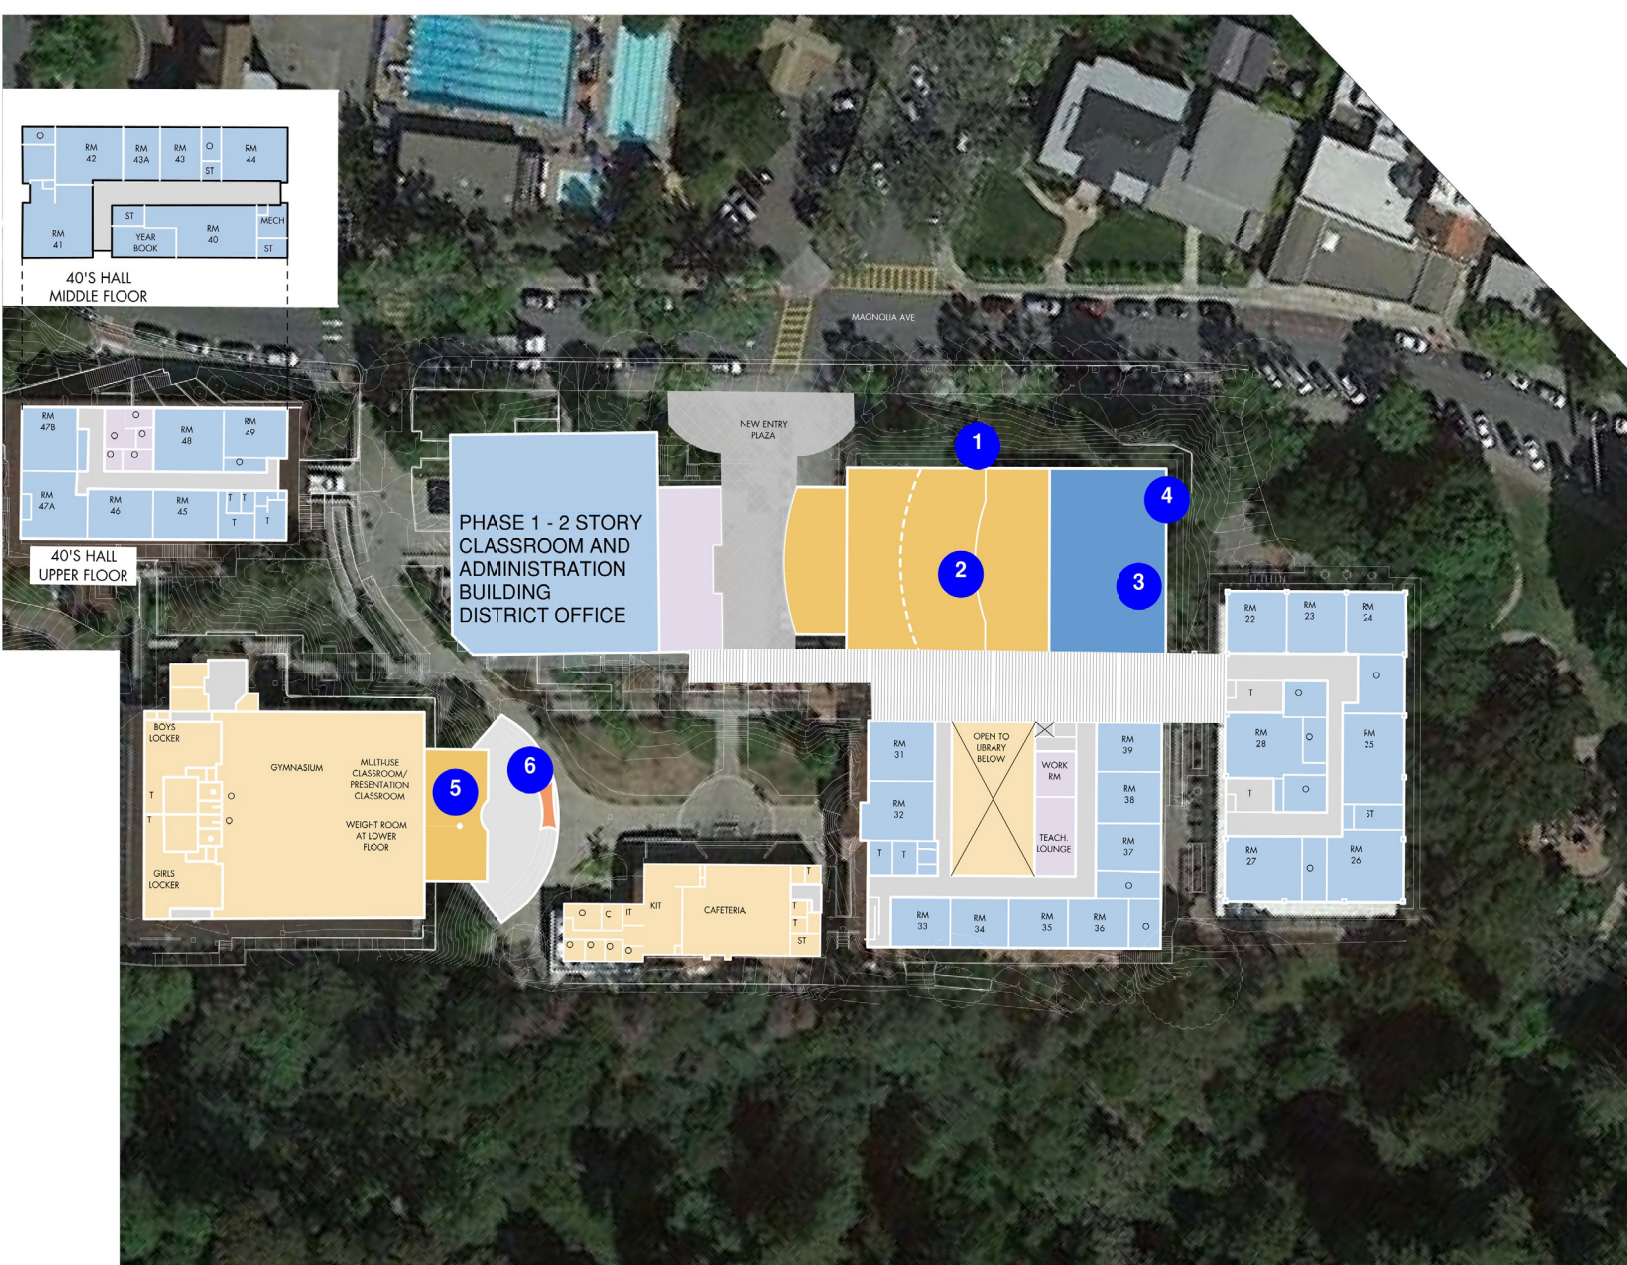 RM
42
RM
43A
RM
43
O
O
ST
RM
44
RM
41
ST
YEAR
BOOK
RM
40
MECH
ST
40'S HALL
MIDDLE FLOOR
MAGNOLIA AVE
RM
47B
O
O
O
O
O
RM
48
RM
49
O
RM
47A
RM
46
RM
45
T
T
T
T
40'S HALL
UPPER FLOOR
NEW ENTRY
PLAZA
1
2
3
4
PHASE 1 - 2 STORY
CLASSROOM AND
ADMINISTRATION
BUILDING
DISTRICT OFFICE
RM
22
RM
23
RM
24
T
O
O
RM
28
O
RM
25
T
O
ST
RM
27
O
RM
26
BOYS
LOCKER
GYMNASIUM
MULTI-USE
CLASSROOM/
PRESENTATION
CLASSROOM
WEIGHT ROOM
AT LOWER
FLOOR
T
T
O
O
GIRLS
LOCKER
5
6
RM
31
RM
32
T
T
OPEN TO
LIBRARY
BELOW
WORK
RM
TEACH.
LOUNGE
RM
39
RM
38
RM
37
O
RM
33
RM
34
RM
35
RM
36
O
O
C
IT
KIT
CAFETERIA
T
T
T
ST
O
O
O
O